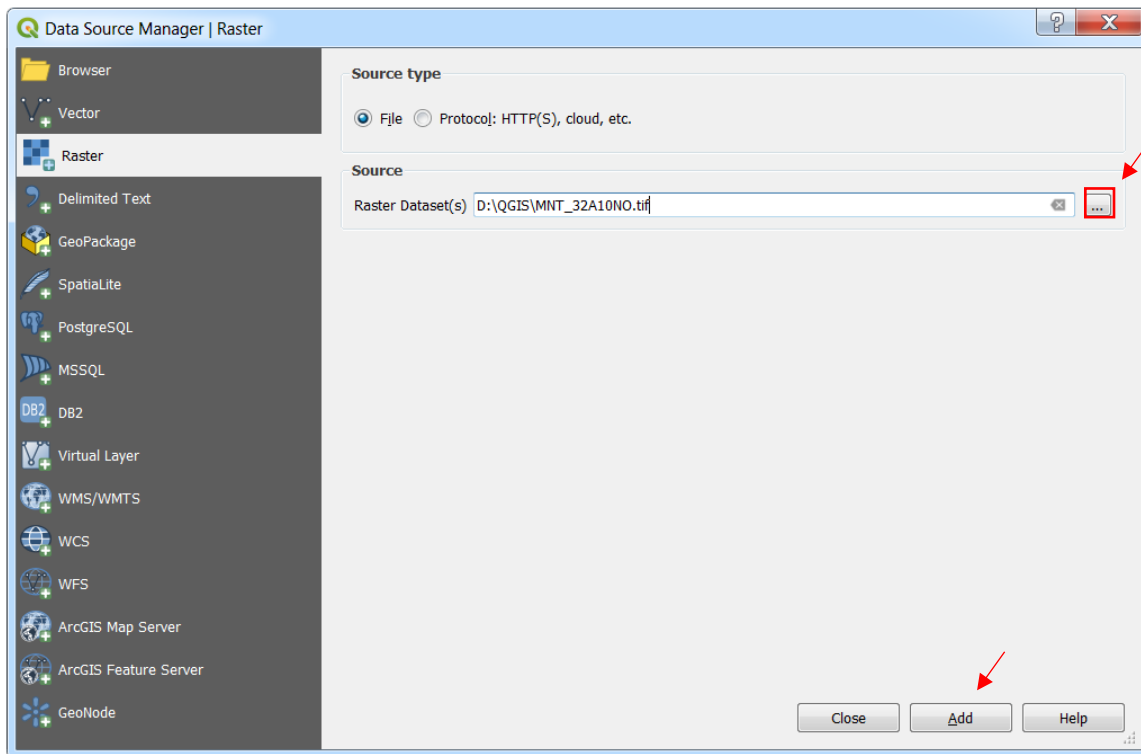 Data Source Manager | Raster
Browser
Vector
Raster
Delimited Text
GeoPackage
SpatiaLite
PostgreSQL
MSSQL
DB2 DB2
Virtual Layer
WMS/WMTS
WCS
WFS
ArcGIS Map Server
ArcGIS Feature Server
GeoNode
Source type
File Protocol: HTTP(S), cloud, etc.
Source
Raster Dataset(s) D:\QGIS\MNT_32A10NO.tif ...
Close Add Help